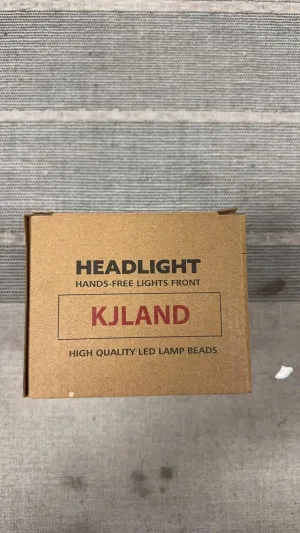 HEADLIGHT
HANDS-FREE LIGHTS FRONT
KJLAND
HIGH QUALITY LED LAMP BEADS